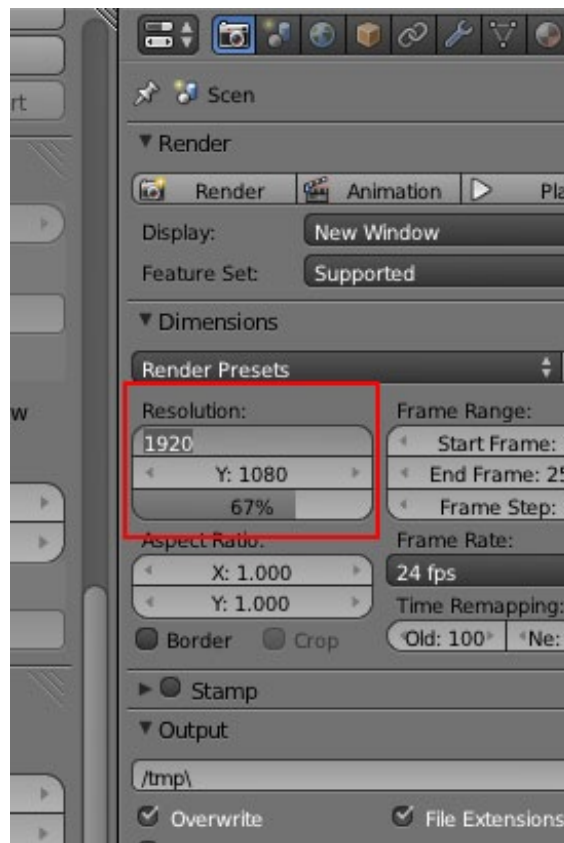 rt
Scen
Render
Render Animation Pla
Display: New Window
Feature Set: Supported
Dimensions
Render Presets
w
Resolution: Frame Range:
1920 Start Frame:
Y: 1080 End Frame: 25
67% Frame Step:
Aspect Ratio: Frame Rate:
X: 1.000 24 fps
Y: 1.000 Time Remapping:
Border Crop Old: 100 Ne:
Stamp
Output
/tmp\
Overwrite File Extensions